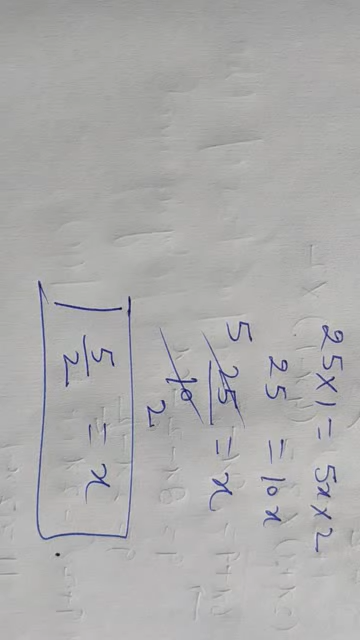 25×1 = 5x×2
25 = 10x
5 25/10 2 = x
5/2 = x